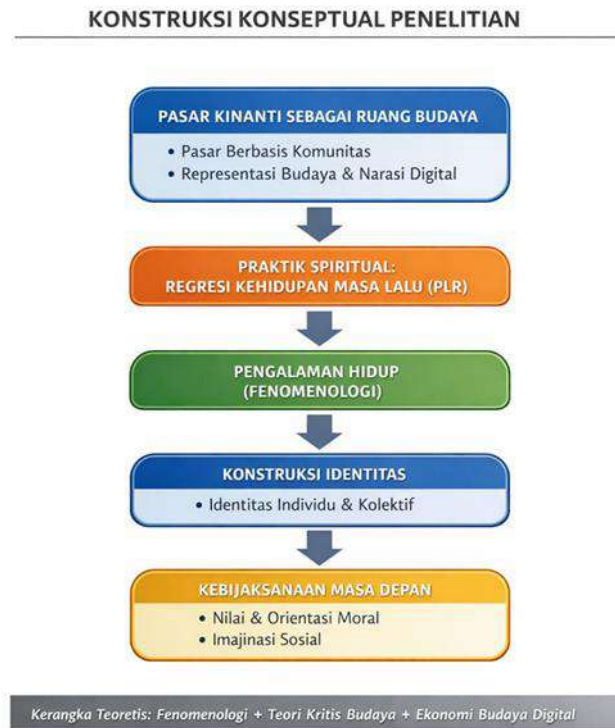 KONSTRUKSI KONSEPTUAL PENELITIAN
PASAR KINANTI SEBAGAI RUANG BUDAYA
• Pasar Berbasis Komunitas
• Representasi Budaya & Narasi Digital
PRAKTIK SPIRITUAL:
REGRESI KEHIDUPAN MASA LALU (PLR)
PENGALAMAN HIDUP
(FENOMENOLOGI)
KONSTRUKSI IDENTITAS
• Identitas Individu & Kolektif
KEBIJAKSANAAN MASA DEPAN
• Nilai & Orientasi Moral
• Imajinasi Sosial
Kerangka Teoretis: Fenomenologi + Teori Kritis Budaya + Ekonomi Budaya Digital